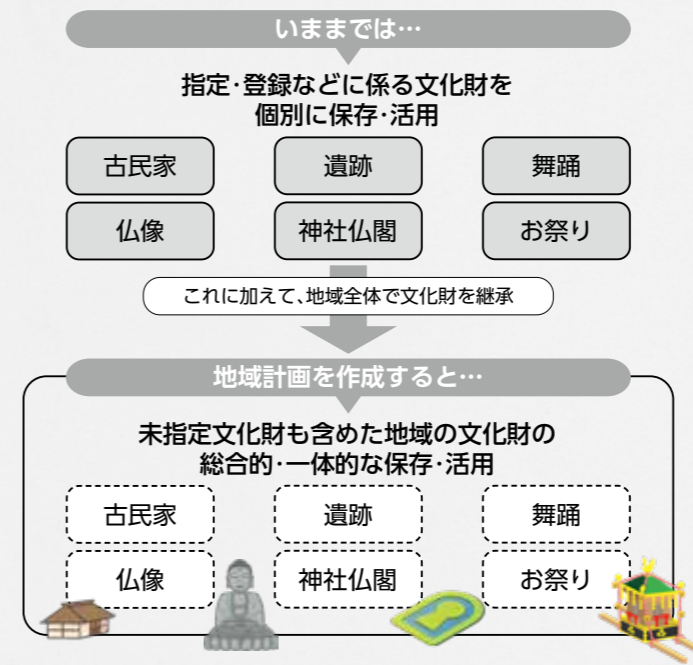 いままでは…
指定･登録などに係る文化財を
個別に保存･活用
古民家 遺跡 舞踊
仏像 神社仏閣 お祭り
これに加えて、地域全体で文化財を継承
地域計画を作成すると…
未指定文化財も含めた地域の文化財の
総合的･一体的な保存･活用
古民家 遺跡 舞踊
仏像 神社仏閣 お祭り